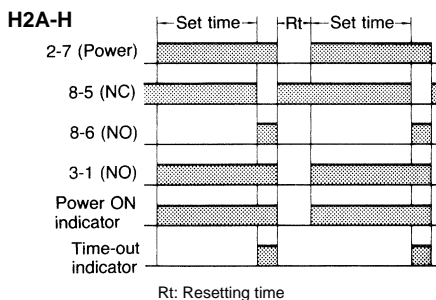 H2A-H
Set time Rt Set time
2-7 (Power)
8-5 (NC)
8-6 (NO)
3-1 (NO)
Power ON
indicator
Time-out
indicator
Rt: Resetting time